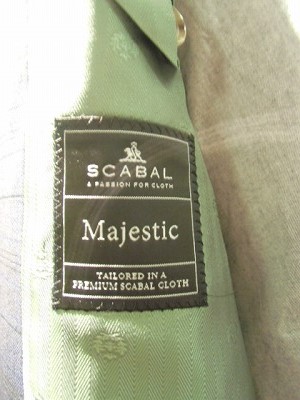 SCABAL
A PASSION FOR CLOTH
Majestic
TAILORED IN A
PREMIUM SCABAL CLOTH